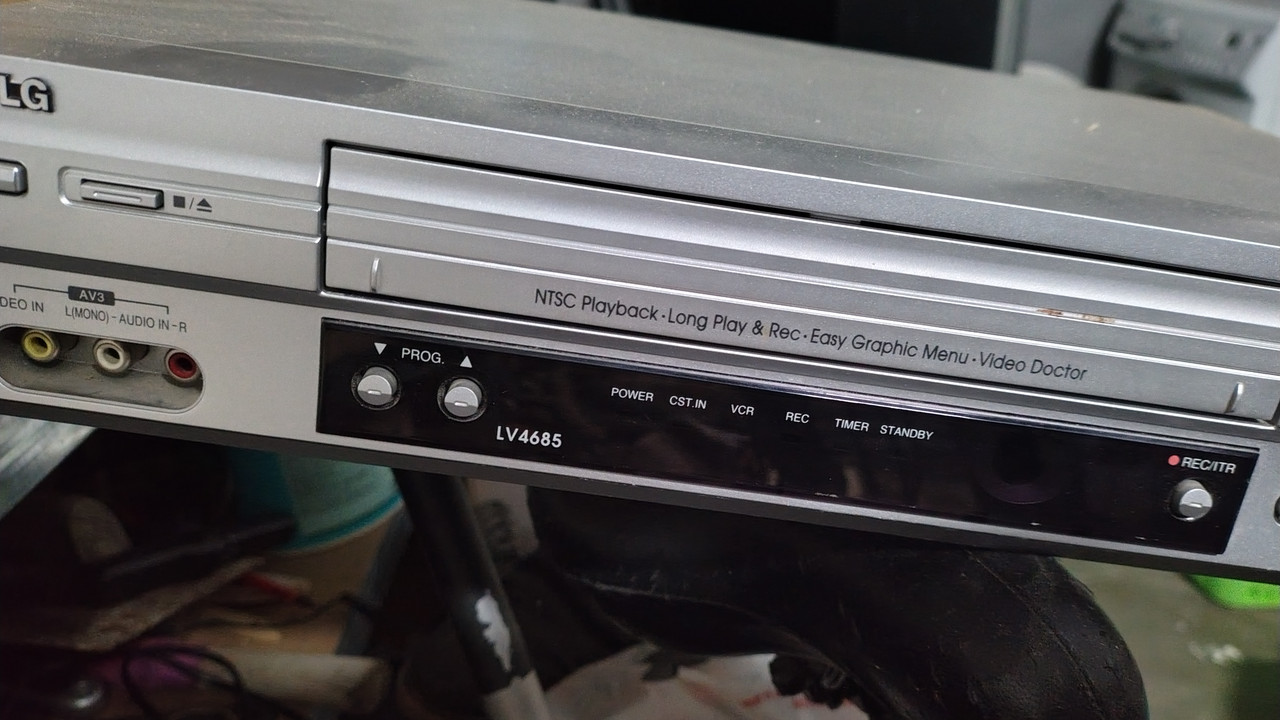 LG
■/⏏
AV3
DEO IN L(MONO) - AUDIO IN - R
NTSC Playback · Long Play & Rec · Easy Graphic Menu · Video Doctor
▼ PROG. ▲
POWER CST.IN VCR REC TIMER STANDBY
LV4685
● REC/ITR